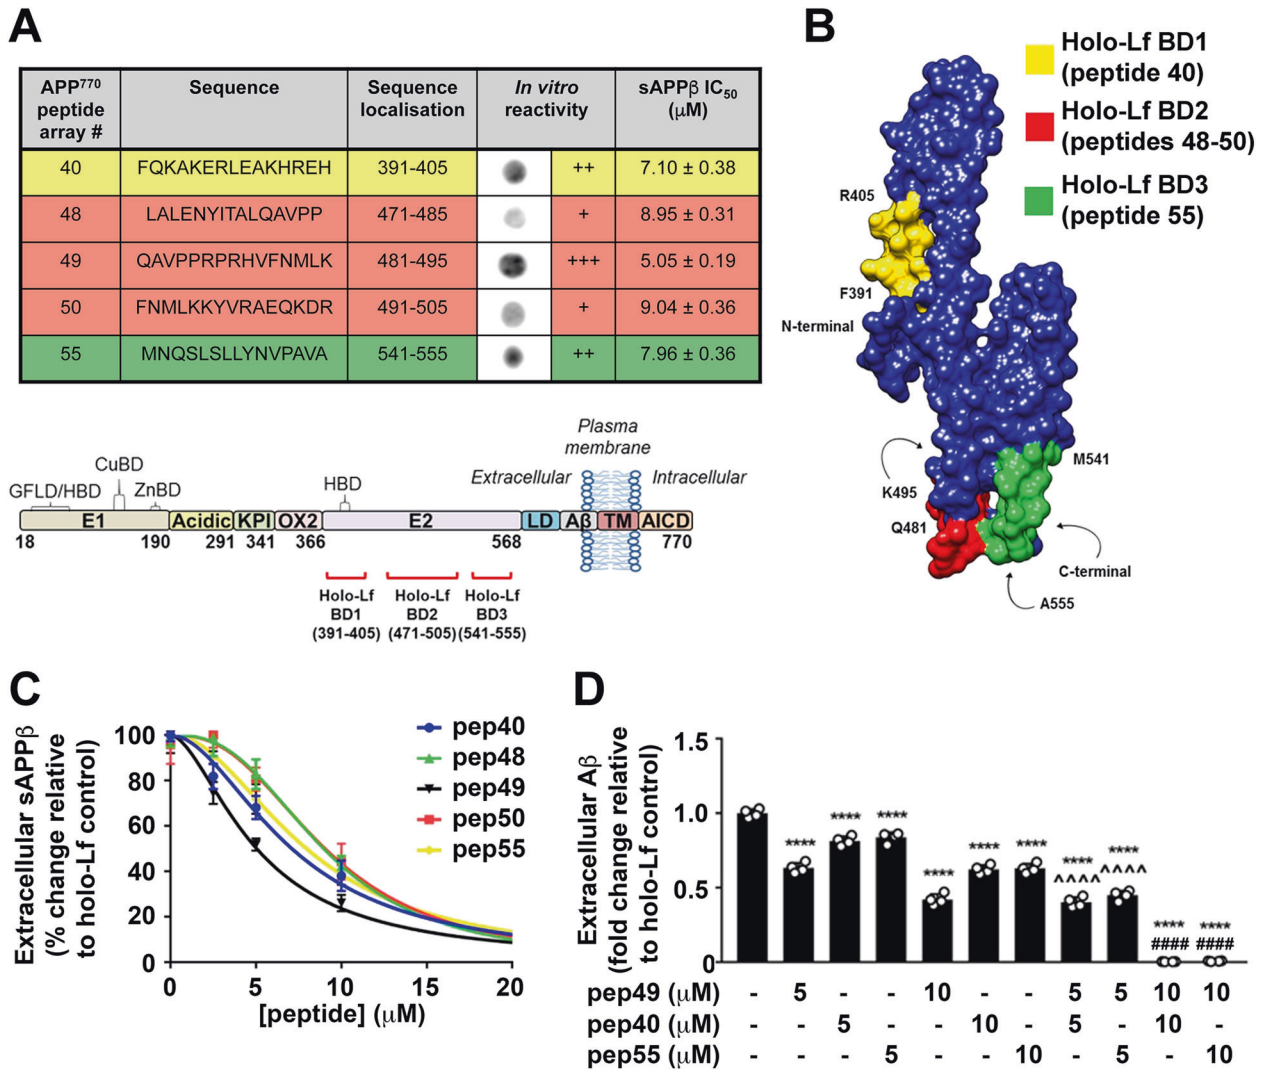 A
APP770 peptide array # Sequence Sequence localisation In vitro reactivity sAPPβ IC50 (μM)
40 FQKAKERLEAKHREH 391-405 ++ 7.10 ± 0.38
48 LALENYITALQAVPP 471-485 + 8.95 ± 0.31
49 QAVPPRPRHVFNMLK 481-495 +++ 5.05 ± 0.19
50 FNMLKKYVRAEQKDR 491-505 + 9.04 ± 0.36
55 MNQSLSLLYNVPAVA 541-555 ++ 7.96 ± 0.36
Plasma
membrane
Extracellular Intracellular
CuBD
GFLD/HBD ZnBD HBD
E1 Acidic KPI OX2 E2 LD Aβ TM AICD
18 190 291 341 366 568 770
Holo-Lf Holo-Lf Holo-Lf
BD1 BD2 BD3
(391-405) (471-505) (541-555)
B
Holo-Lf BD1
(peptide 40)
Holo-Lf BD2
(peptides 48-50)
Holo-Lf BD3
(peptide 55)
R405
F391
N-terminal
M541
K495
Q481
C-terminal
A555
C
Extracellular sAPPβ
(% change relative
to holo-Lf control)
100
80
60
40
20
0
0 5 10 15 20
[peptide] (μM)
pep40
pep48
pep49
pep50
pep55
D
Extracellular Aβ
(fold change relative
to holo-Lf control)
1.5
1.0
0.5
0
**** **** **** **** **** **** **** **** **** ****
^^^^ ^^^^ #### ####
pep49 (μM) - 5 - - 10 - - 5 5 10 10
pep40 (μM) - - 5 - - 10 - 5 - 10 -
pep55 (μM) - - - 5 - - 10 - 5 - 10